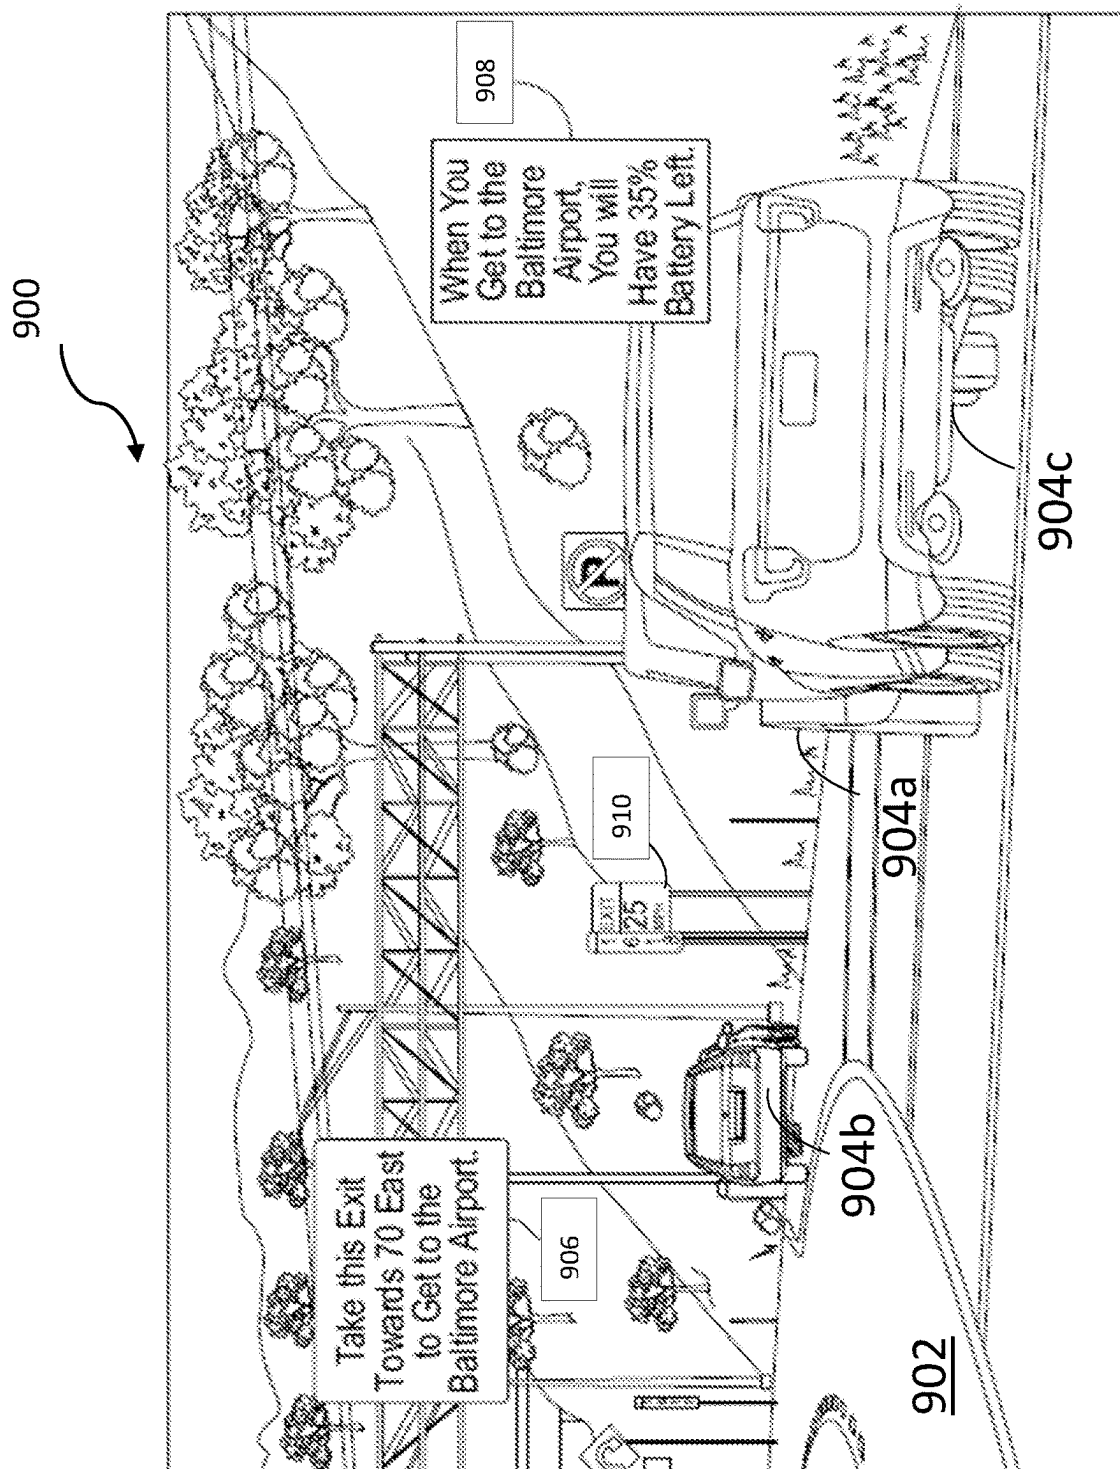 900
Take this Exit
Towards 70 East
to Get to the
Baltimore Airport.
906
When You
Get to the
Baltimore
Airport,
You will
Have 35%
Battery Left.
908
P
EXIT
25
910
902
904b
904a
904c